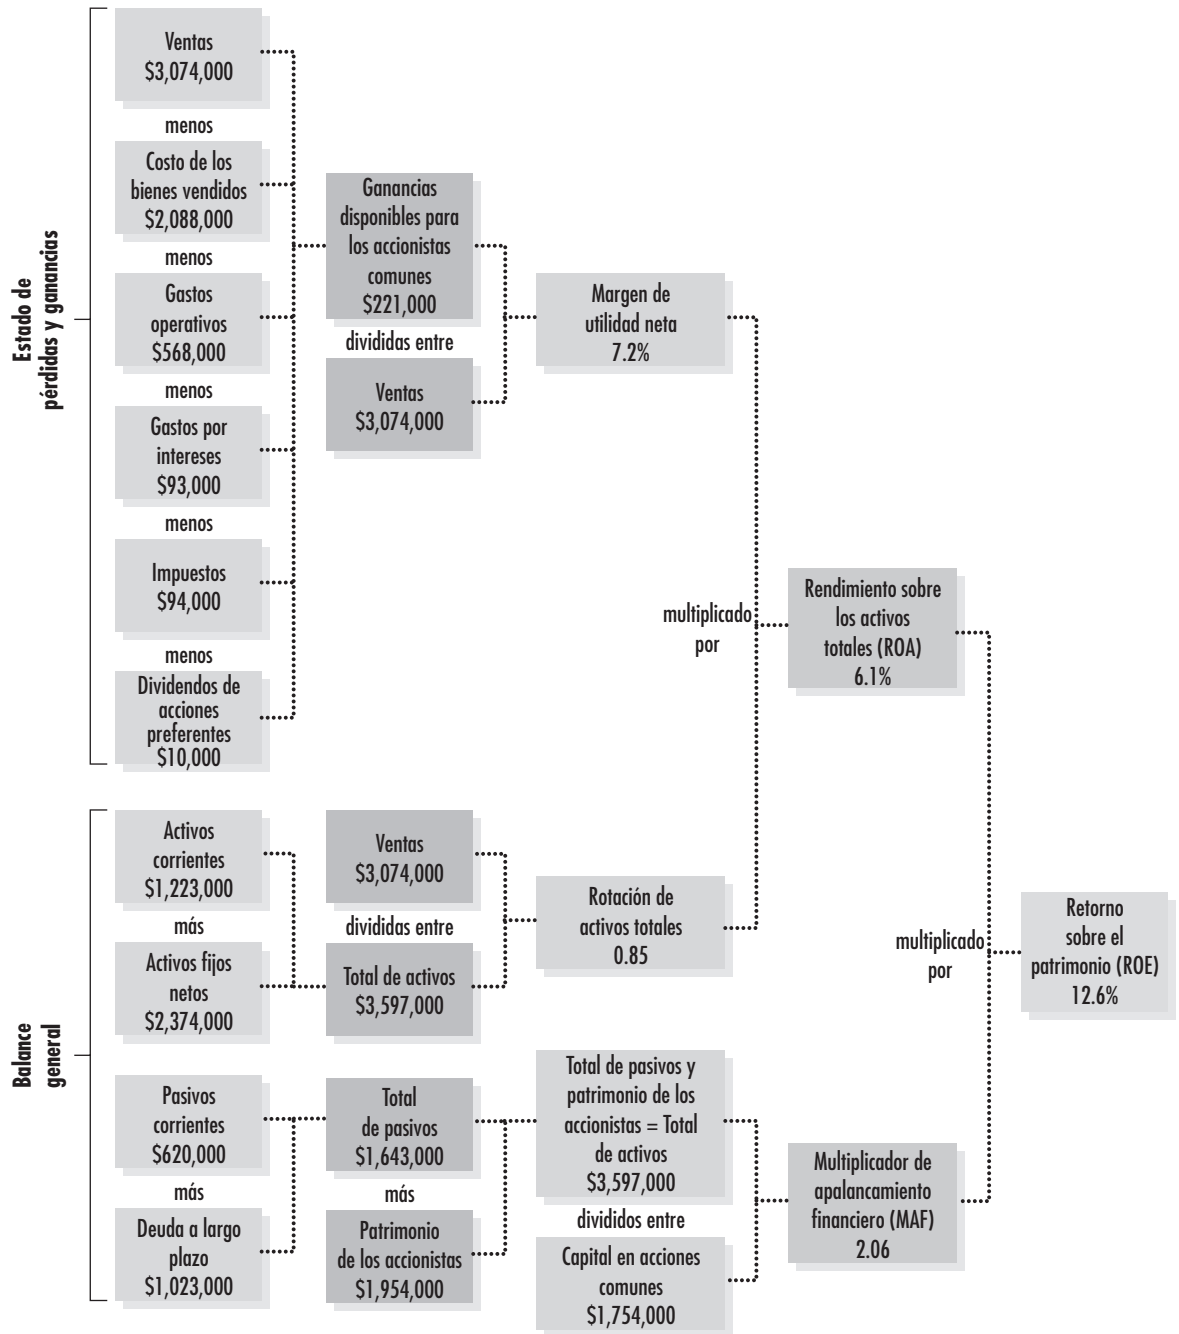 Estado de
pérdidas y ganancias
Ventas
$3,074,000
menos
Costo de los
bienes vendidos
$2,088,000
menos
Gastos
operativos
$568,000
menos
Gastos por
intereses
$93,000
menos
Impuestos
$94,000
menos
Dividendos de
acciones
preferentes
$10,000
Ganancias
disponibles para
los accionistas
comunes
$221,000
divididas entre
Ventas
$3,074,000
Margen de
utilidad neta
7.2%
multiplicado
por
Rendimiento sobre
los activos
totales (ROA)
6.1%
Balance
general
Activos
corrientes
$1,223,000
más
Activos fijos
netos
$2,374,000
Ventas
$3,074,000
divididas entre
Total de activos
$3,597,000
Rotación de
activos totales
0.85
multiplicado
por
Retorno
sobre el
patrimonio (ROE)
12.6%
Pasivos
corrientes
$620,000
más
Deuda a largo
plazo
$1,023,000
Total
de pasivos
$1,643,000
más
Patrimonio
de los accionistas
$1,954,000
Total de pasivos y
patrimonio de los
accionistas = Total
de activos
$3,597,000
divididos entre
Capital en acciones
comunes
$1,754,000
Multiplicador de
apalancamiento
financiero (MAF)
2.06